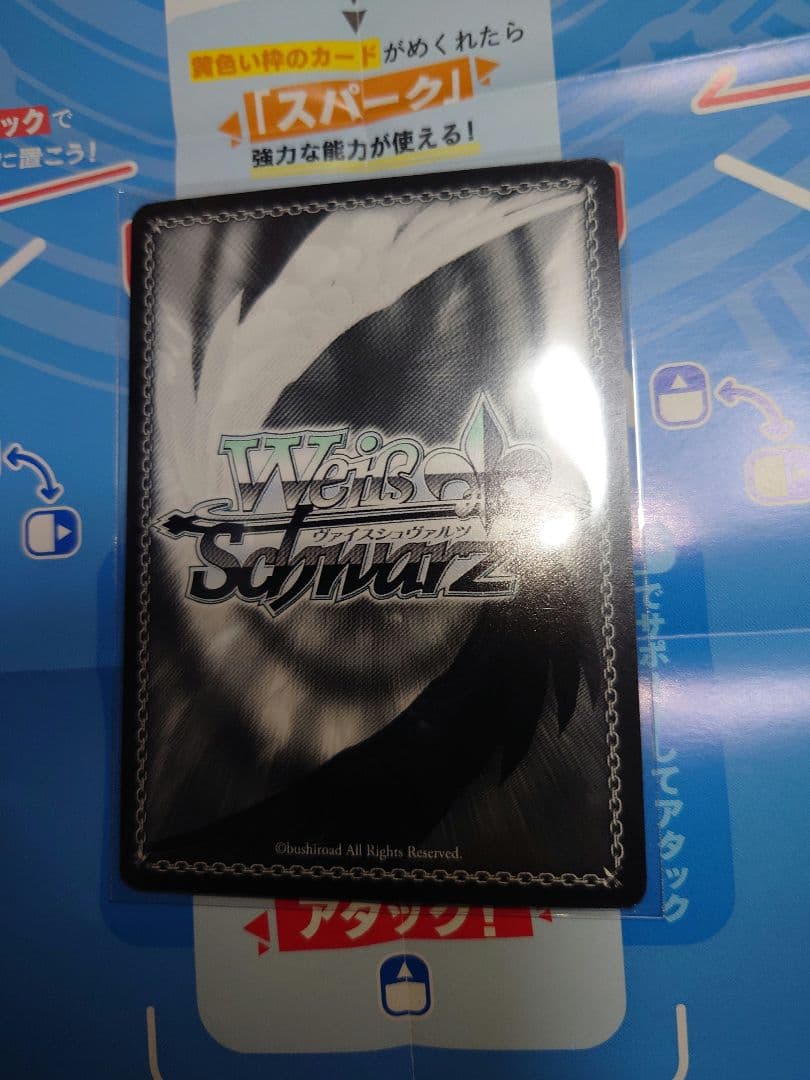 黄色い枠のカードがめくれたら
「スパーク」
強力な能力が使える!
ックで
に置こう!
Weiß
ヴァイスシュヴァルツ
Schwarz
©bushiroad All Rights Reserved.
でサポ
してアタック
アタック!